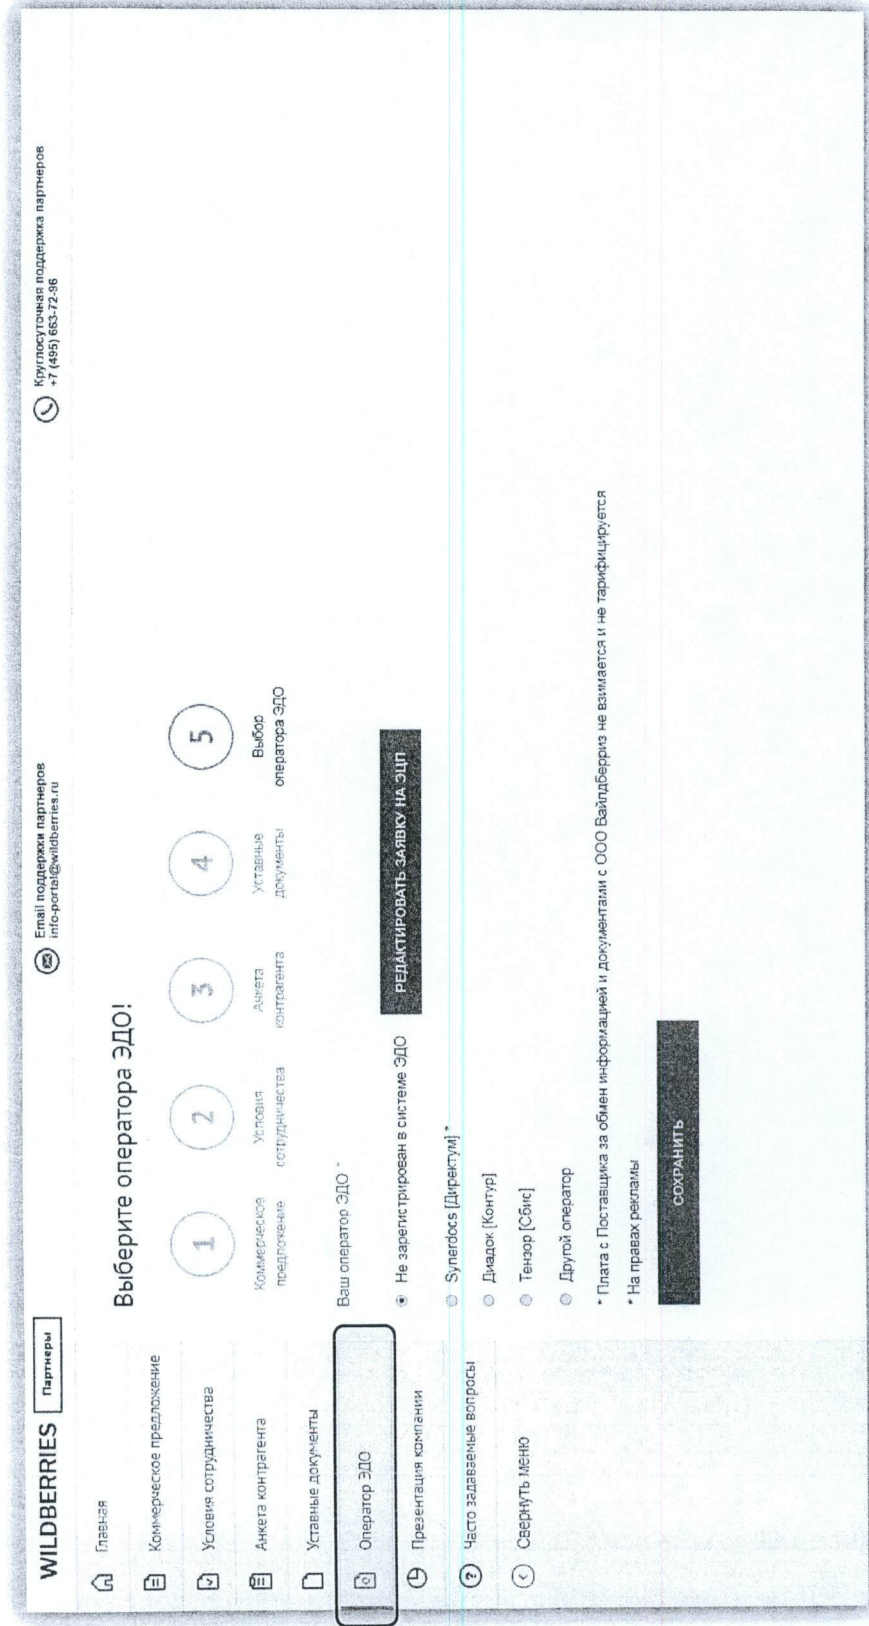 WILDBERRIES Партнеры
Email поддержки партнеров
info-portal@wildberries.ru
Круглосуточная поддержка партнеров
+7 (495) 663-72-96
Главная
Коммерческое предложение
Условия сотрудничества
Анкета контрагента
Уставные документы
Оператор ЭДО
Презентация компании
Часто задаваемые вопросы
Свернуть меню
Выберите оператора ЭДО!
1
Коммерческое
предложение
2
Условия
сотрудничества
3
Анкета
контрагента
4
Уставные
документы
5
Выбор
оператора ЭДО
Ваш оператор ЭДО *
Не зарегистрирован в системе ЭДО
РЕДАКТИРОВАТЬ ЗАЯВКУ НА ЭЦП
Synerdocs [Директум] *
Диадок [Контур]
Тензор [Сбис]
Другой оператор
* Плата с Поставщика за обмен информацией и документами с ООО Вайлдберриз не взимается и не тарифицируется
* На правах рекламы
СОХРАНИТЬ